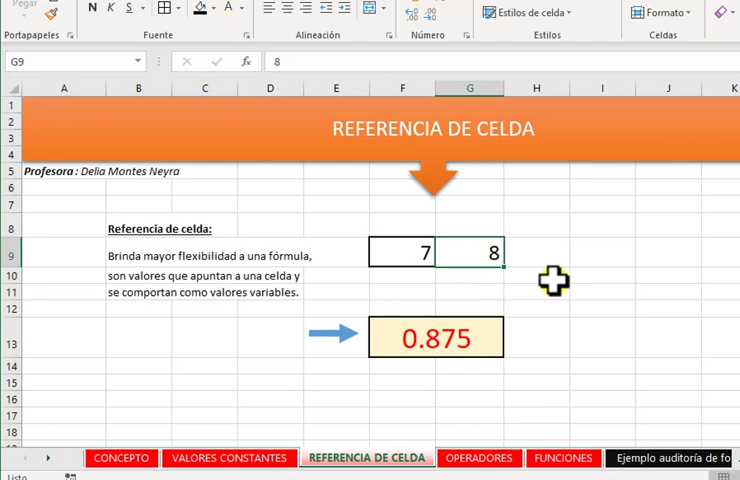 Pegar
N K S A
Estilos de celda
Formato
Portapapeles Fuente Alineación Número Estilos Celdas
G9 fx 8
A B C D E F G H I J K
1
2
3 REFERENCIA DE CELDA
4
5 Profesora : Delia Montes Neyra
6
7
8 Referencia de celda:
9 Brinda mayor flexibilidad a una fórmula, 7 8
10 son valores que apuntan a una celda y
11 se comportan como valores variables.
12
13 0.875
14
15
16
17
18
CONCEPTO VALORES CONSTANTES REFERENCIA DE CELDA OPERADORES FUNCIONES Ejemplo auditoría de fo
Listo